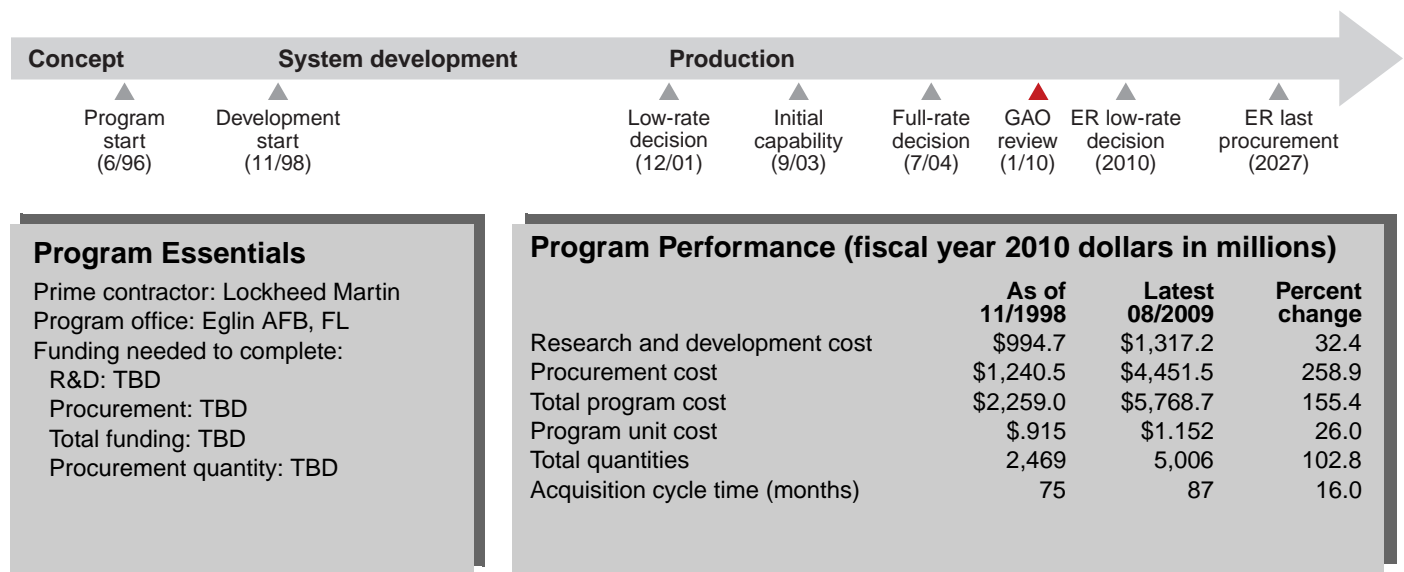 Concept System development Production
Program start (6/96)
Development start (11/98)
Low-rate decision (12/01)
Initial capability (9/03)
Full-rate decision (7/04)
GAO review (1/10)
ER low-rate decision (2010)
ER last procurement (2027)
Program Essentials
Prime contractor: Lockheed Martin
Program office: Eglin AFB, FL
Funding needed to complete:
R&D: TBD
Procurement: TBD
Total funding: TBD
Procurement quantity: TBD
Program Performance (fiscal year 2010 dollars in millions)
As of 11/1998 Latest 08/2009 Percent change
Research and development cost $994.7 $1,317.2 32.4
Procurement cost $1,240.5 $4,451.5 258.9
Total program cost $2,259.0 $5,768.7 155.4
Program unit cost $.915 $1.152 26.0
Total quantities 2,469 5,006 102.8
Acquisition cycle time (months) 75 87 16.0